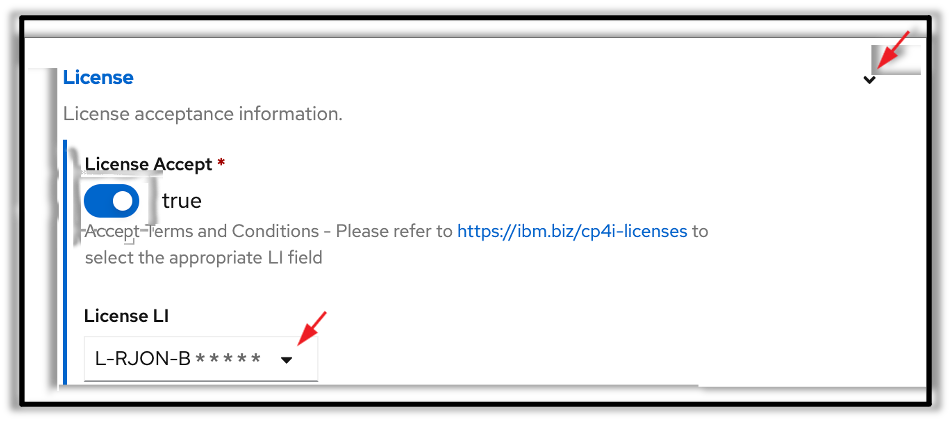 License
License acceptance information.
License Accept *
true
Accept Terms and Conditions - Please refer to https://ibm.biz/cp4i-licenses to
select the appropriate LI field
License LI
L-RJON-B * * * * *